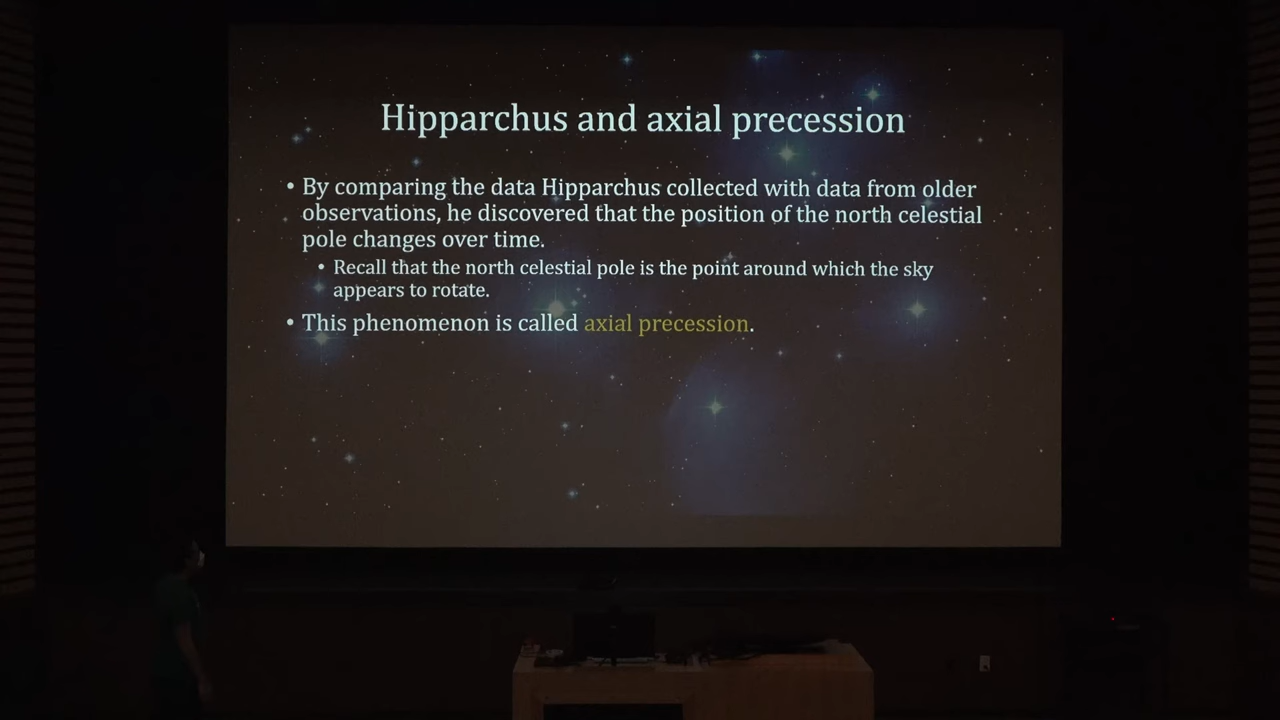 Hipparchus and axial precession
• By comparing the data Hipparchus collected with data from older
observations, he discovered that the position of the north celestial
pole changes over time.
• Recall that the north celestial pole is the point around which the sky
appears to rotate.
• This phenomenon is called axial precession.